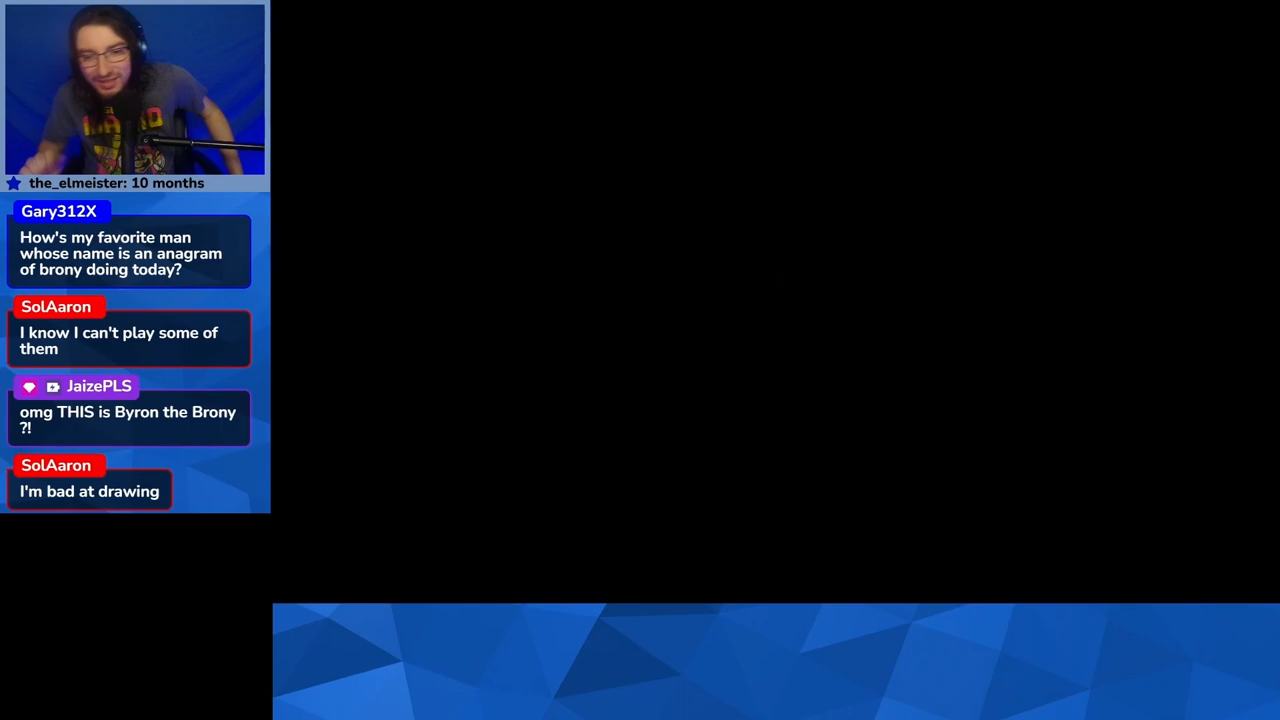 the_elmeister: 10 months
Gary312X
How's my favorite man
whose name is an anagram
of brony doing today?
SolAaron
I know I can't play some of
them
JaizePLS
omg THIS is Byron the Brony
?!
SolAaron
I'm bad at drawing